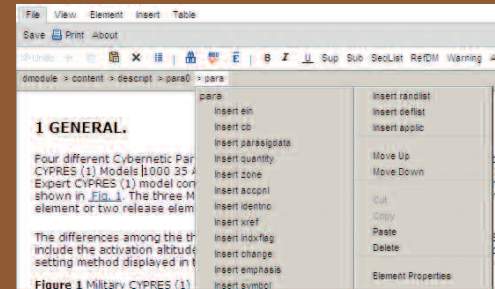 File View Element Insert Table
Save Print About
Undo
B I U Sup Sub SeqList RefDM Warning
dmodule > content > descript > para0 > para
1 GENERAL.
Four different Cybernetic Par
CYPRES (1) Models 1000 35 A
Expert CYPRES (1) model con
shown in Fig. 1. The three M
element or two release elem
The differences among the th
include the activation altitude
setting method displayed in t
Figure 1 Military CYPRES (1)
para
Insert ein
Insert cb
Insert parasigdata
Insert quantity
Insert zone
Insert accpnl
Insert identno
Insert xref
Insert indxflag
Insert change
Insert emphasis
Insert symbol
Insert randlist
Insert deflist
Insert applic
Move Up
Move Down
Cut
Copy
Paste
Delete
Element Properties